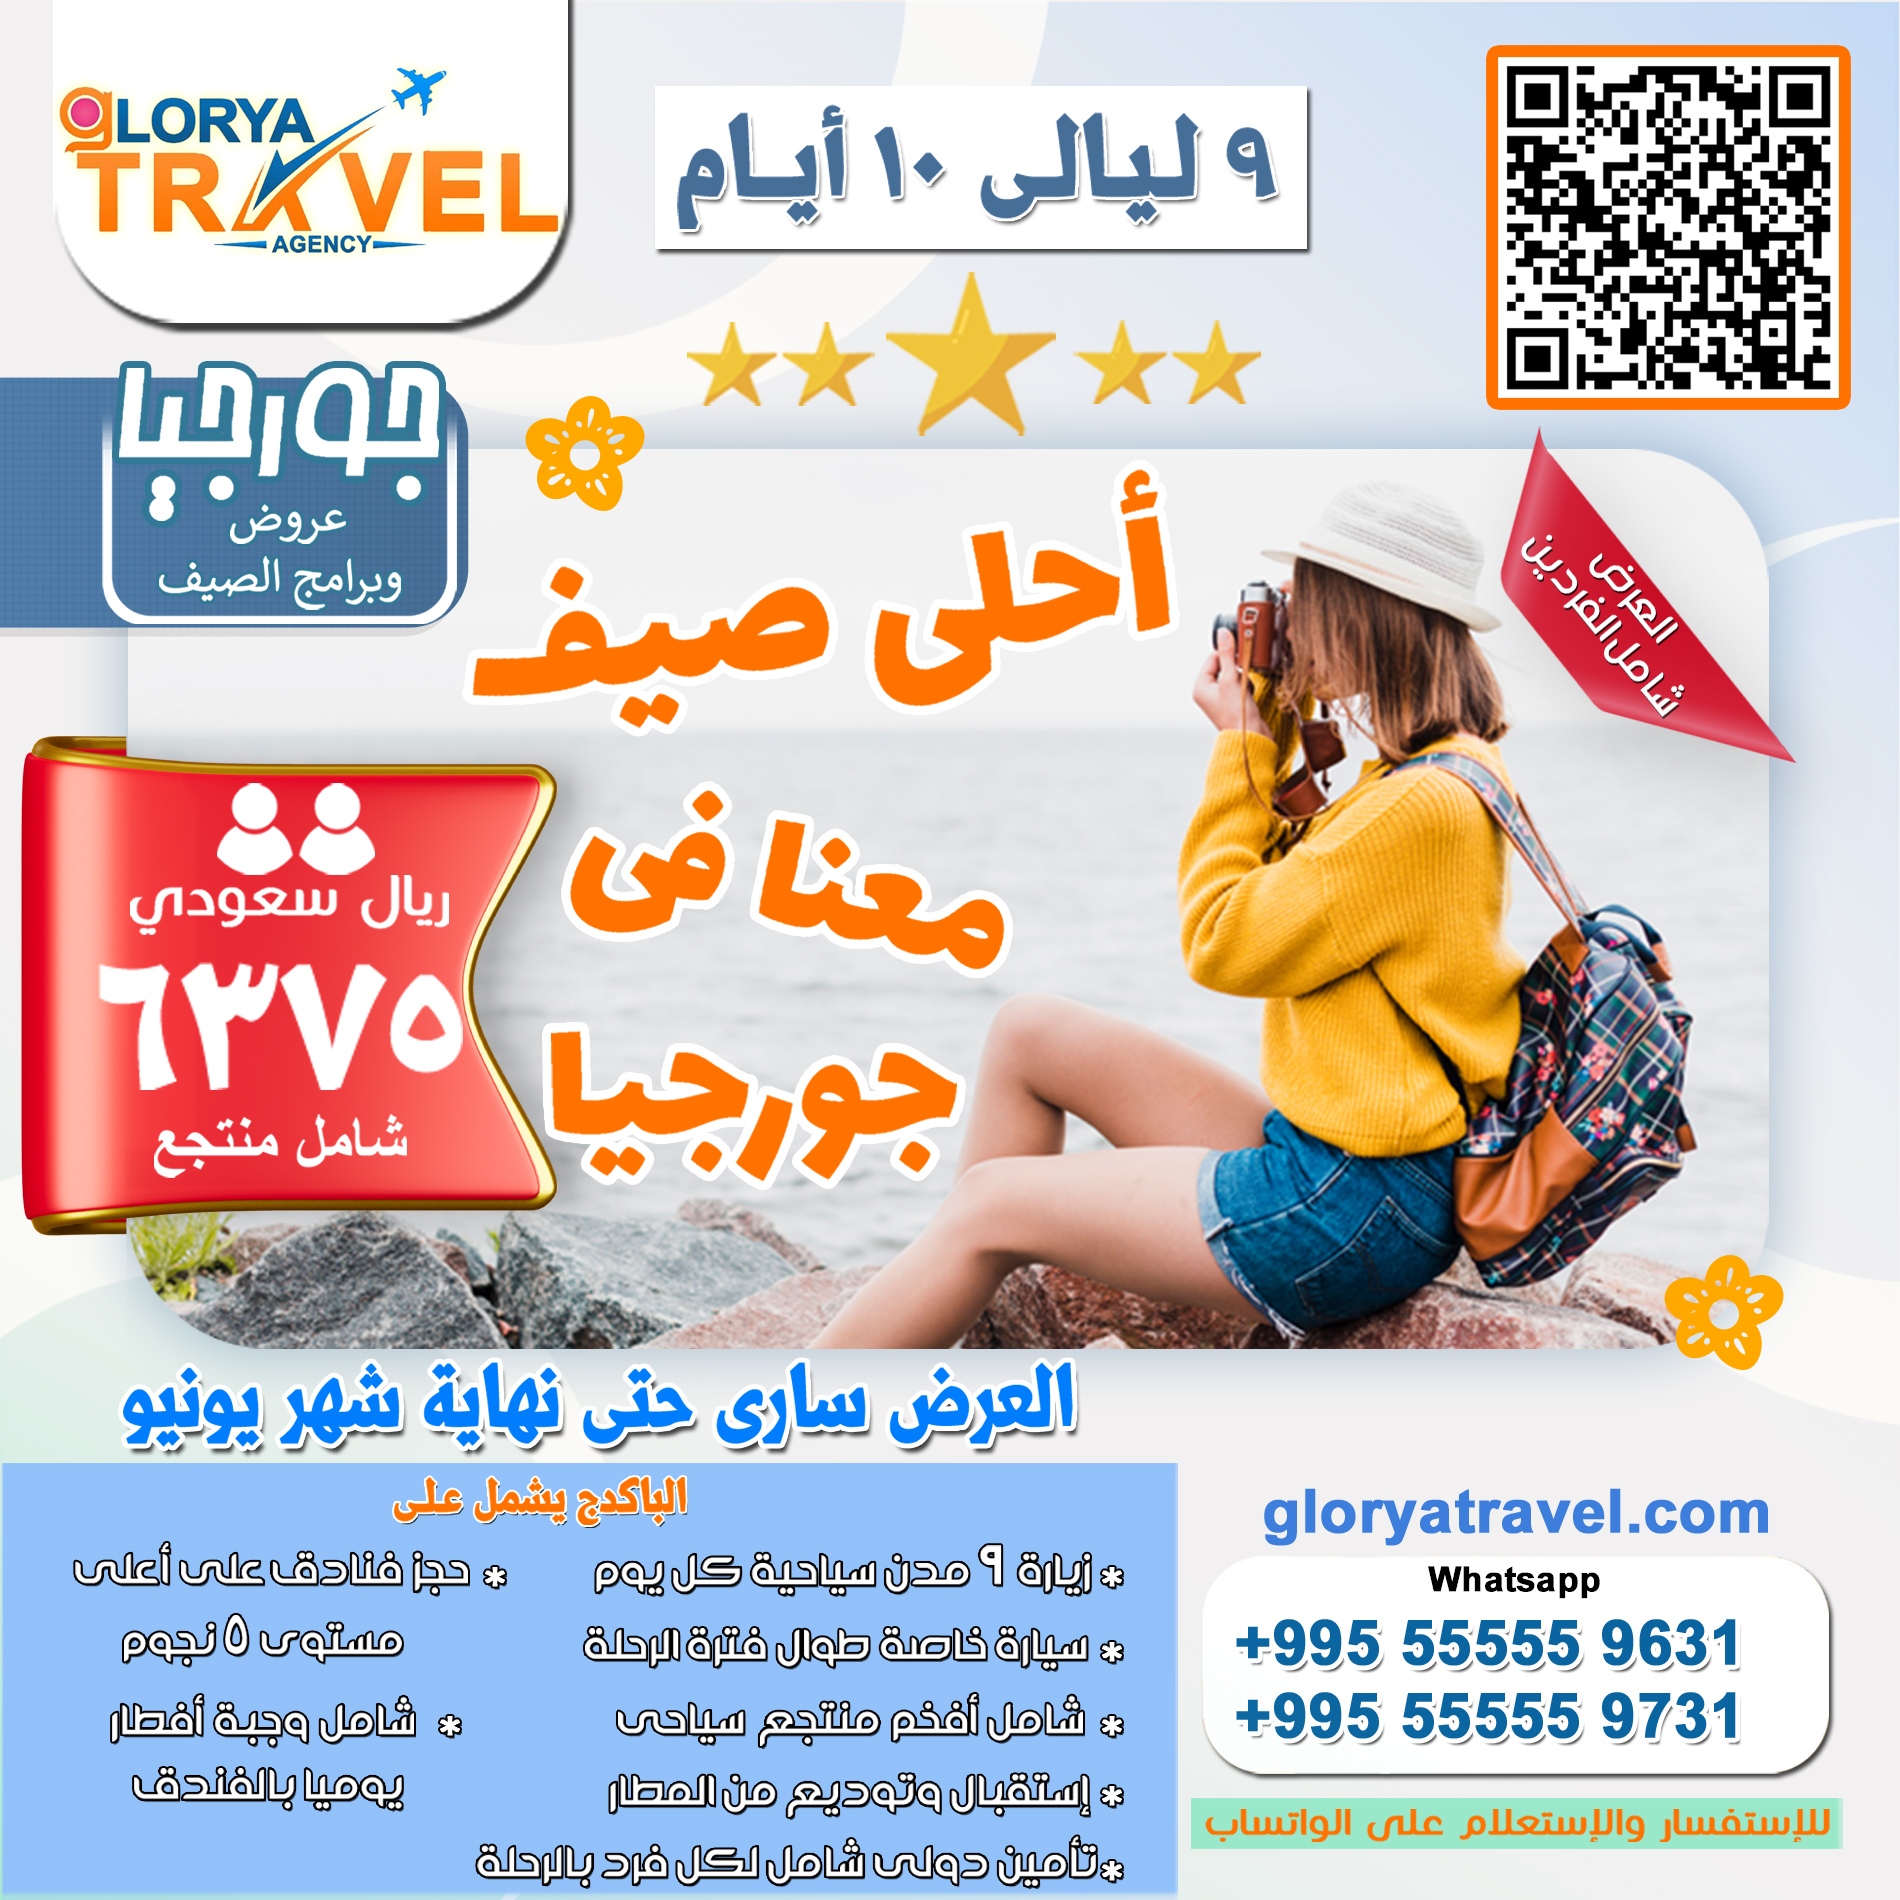 gLORYA
TRAVEL
AGENCY
٩ ليالى ١٠ أيام
جورجيا
عروض
وبرامج الصيف
العرض
شامل الفردين
أحلى صيف
معنا فى
جورجيا
ريال سعودي
٦٣٧٥
شامل منتجع
العرض سارى حتى نهاية شهر يونيو
الباكدج يشمل على
* زيارة ٩ مدن سياحية كل يوم
* سيارة خاصة طوال فترة الرحلة
* شامل أفخم منتجع سياحى
* إستقبال وتوديع من المطار
*تأمين دولى شامل لكل فرد بالرحلة
* حجز فنادق على أعلى
مستوى ٥ نجوم
* شامل وجبة أفطار
يوميا بالفندق
gloryatravel.com
Whatsapp
+995 55555 9631
+995 55555 9731
للإستفسار والإستعلام على الواتساب